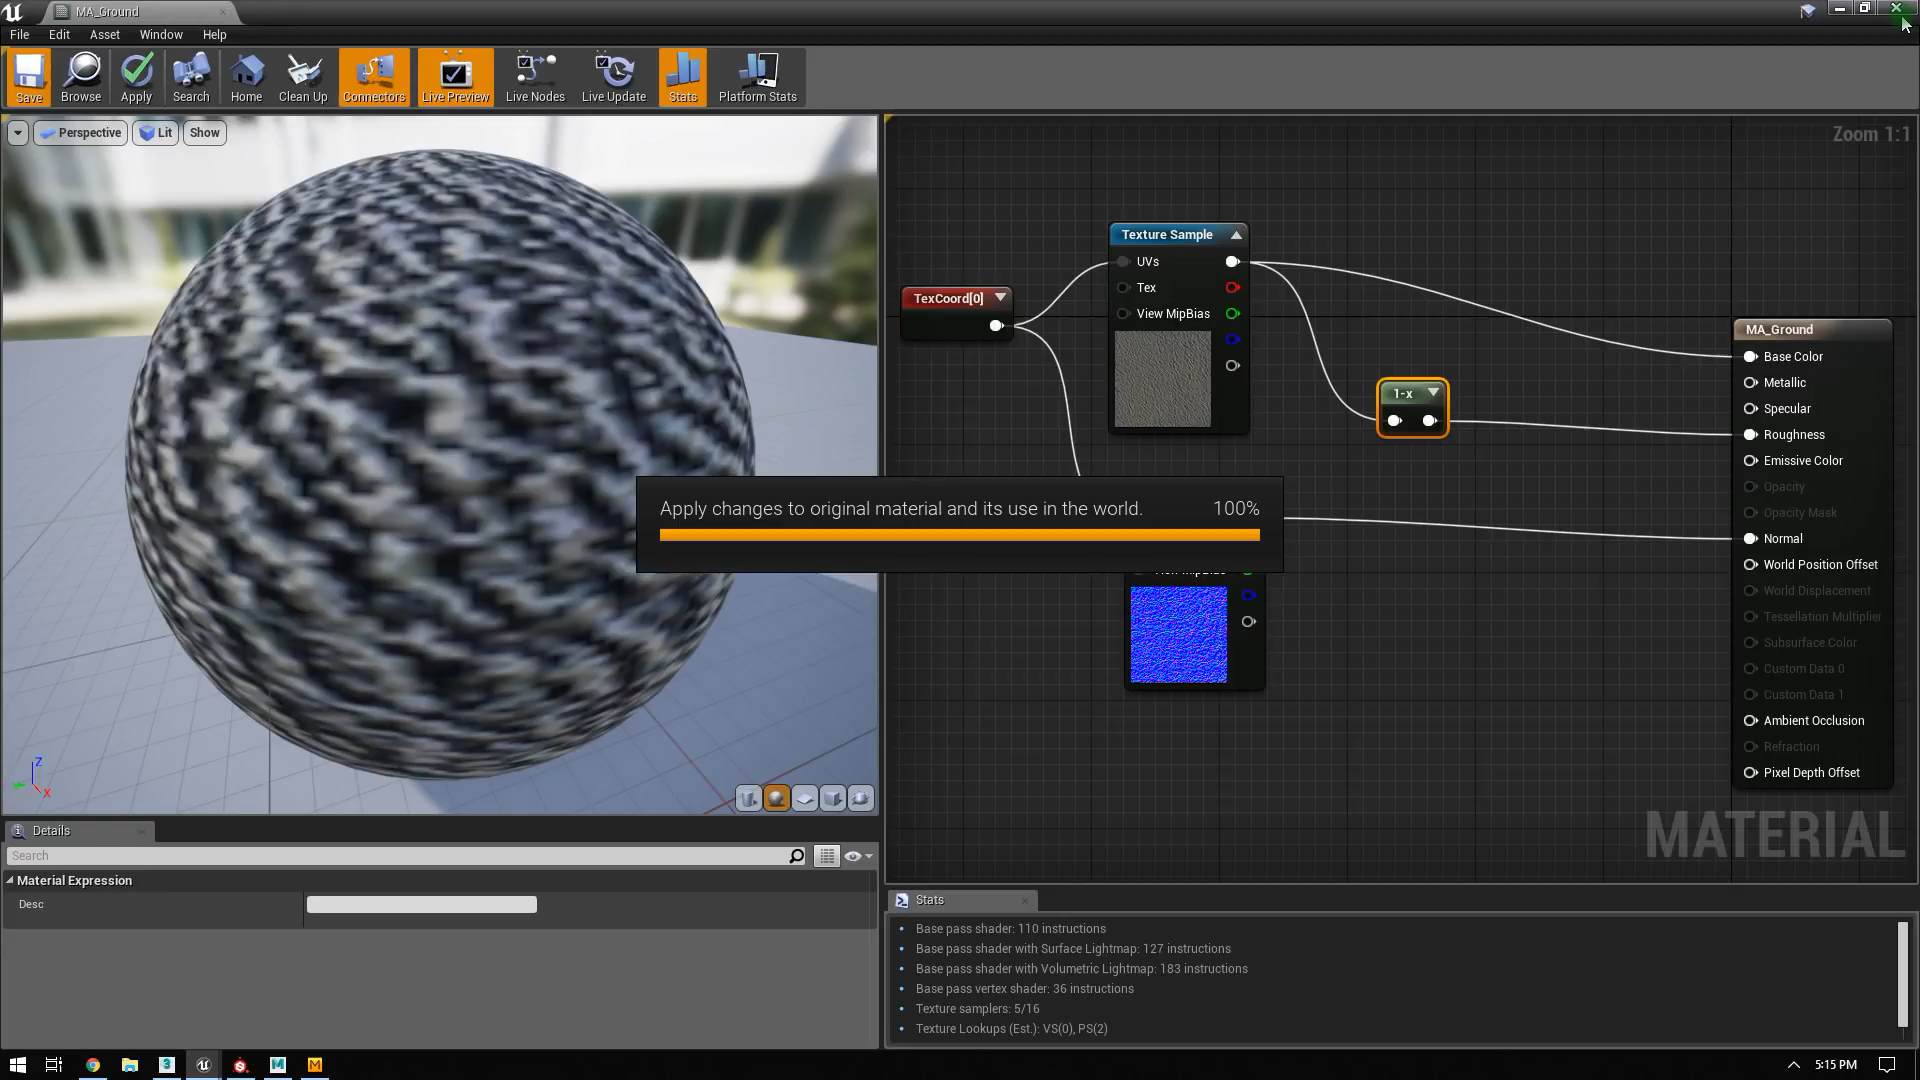 MA_Ground
File Edit Asset Window Help
Save Browse Apply Search Home Clean Up Connectors Live Preview Live Nodes Live Update Stats Platform Stats
Perspective Lit Show
Zoom 1:1
Texture Sample
UVs
Tex
View MipBias
TexCoord[0]
1-x
MA_Ground
Base Color
Metallic
Specular
Roughness
Emissive Color
Opacity
Opacity Mask
Normal
World Position Offset
World Displacement
Tessellation Multiplier
Subsurface Color
Custom Data 0
Custom Data 1
Ambient Occlusion
Refraction
Pixel Depth Offset
Apply changes to original material and its use in the world. 100%
Z
X
MATERIAL
Details
Search
Material Expression
Desc
Stats
Base pass shader: 110 instructions
Base pass shader with Surface Lightmap: 127 instructions
Base pass shader with Volumetric Lightmap: 183 instructions
Base pass vertex shader: 36 instructions
Texture samplers: 5/16
Texture Lookups (Est.): VS(0), PS(2)
5:15 PM